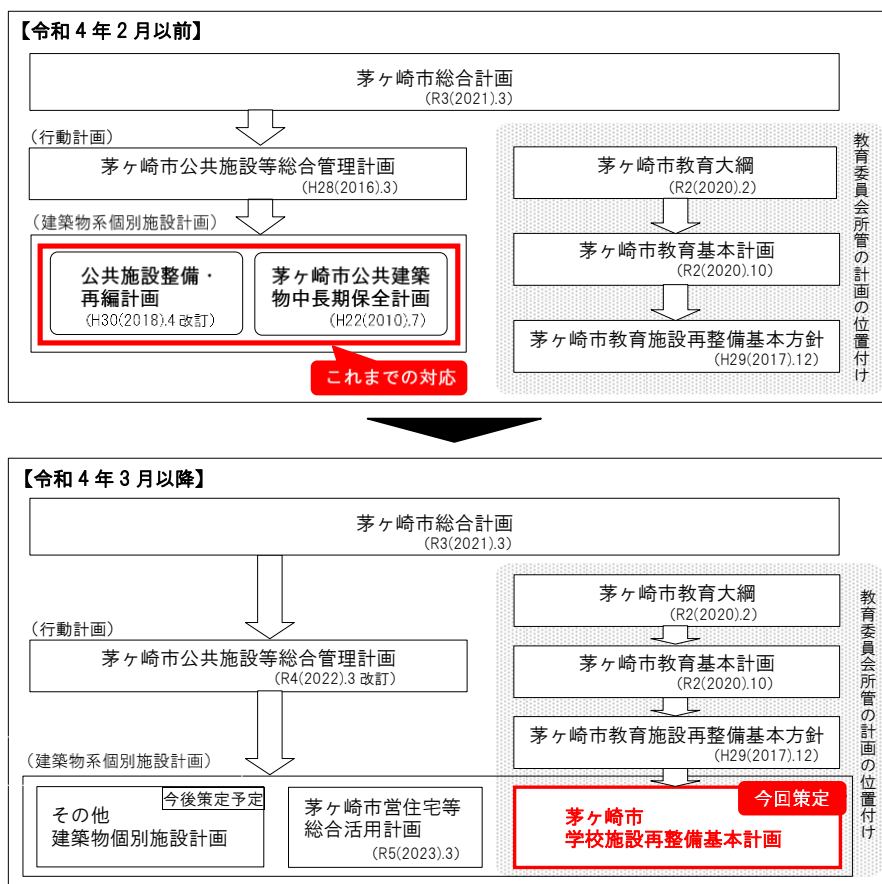 【令和４年２月以前】
茅ヶ崎市総合計画
(R3(2021).3)
(行動計画)
茅ヶ崎市公共施設等総合管理計画
(H28(2016).3)
(建築物系個別施設計画)
公共施設整備・
再編計画
(H30(2018).4 改訂)
茅ヶ崎市公共建築
物中長期保全計画
(H22(2010).7)
これまでの対応
茅ヶ崎市教育大綱
(R2(2020).2)
茅ヶ崎市教育基本計画
(R2(2020).10)
茅ヶ崎市教育施設再整備基本方針
(H29(2017).12)
教育委員会所管の計画の位置付け
【令和４年３月以降】
茅ヶ崎市総合計画
(R3(2021).3)
(行動計画)
茅ヶ崎市公共施設等総合管理計画
(R4(2022).3 改訂)
茅ヶ崎市教育大綱
(R2(2020).2)
茅ヶ崎市教育基本計画
(R2(2020).10)
茅ヶ崎市教育施設再整備基本方針
(H29(2017).12)
教育委員会所管の計画の位置付け
(建築物系個別施設計画)
今後策定予定
その他
建築物個別施設計画
茅ヶ崎市営住宅等
総合活用計画
(R5(2023).3)
今回策定
茅ヶ崎市
学校施設再整備基本計画